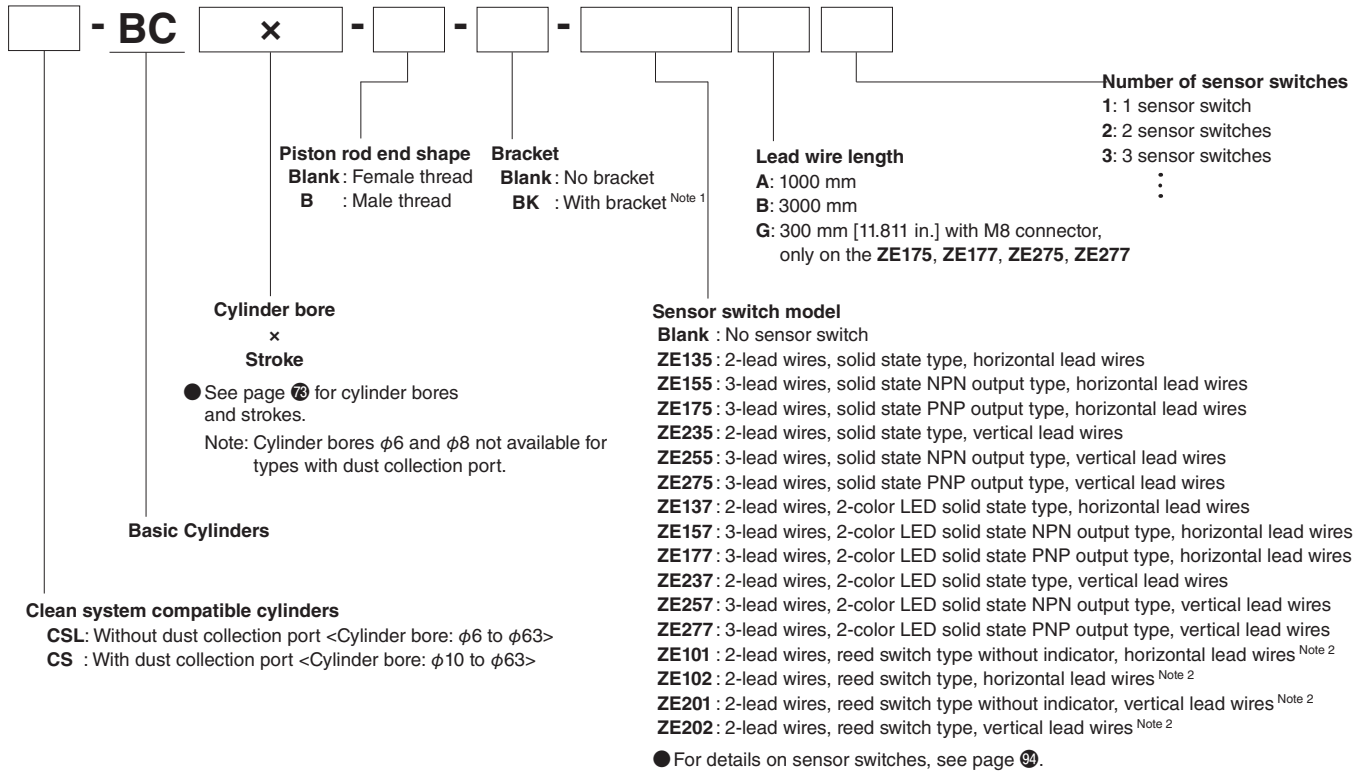 - BC × - - -
Number of sensor switches
1: 1 sensor switch
2: 2 sensor switches
3: 3 sensor switches
⋮
Piston rod end shape
Blank : Female thread
B : Male thread
Bracket
Blank : No bracket
BK : With bracket Note 1
Lead wire length
A: 1000 mm
B: 3000 mm
G: 300 mm [11.811 in.] with M8 connector,
only on the ZE175, ZE177, ZE275, ZE277
Cylinder bore
×
Stroke
● See page 73 for cylinder bores
and strokes.
Note: Cylinder bores φ6 and φ8 not available for
types with dust collection port.
Sensor switch model
Blank : No sensor switch
ZE135 : 2-lead wires, solid state type, horizontal lead wires
ZE155 : 3-lead wires, solid state NPN output type, horizontal lead wires
ZE175 : 3-lead wires, solid state PNP output type, horizontal lead wires
ZE235 : 2-lead wires, solid state type, vertical lead wires
ZE255 : 3-lead wires, solid state NPN output type, vertical lead wires
ZE275 : 3-lead wires, solid state PNP output type, vertical lead wires
ZE137 : 2-lead wires, 2-color LED solid state type, horizontal lead wires
ZE157 : 3-lead wires, 2-color LED solid state NPN output type, horizontal lead wires
ZE177 : 3-lead wires, 2-color LED solid state PNP output type, horizontal lead wires
ZE237 : 2-lead wires, 2-color LED solid state type, vertical lead wires
ZE257 : 3-lead wires, 2-color LED solid state NPN output type, vertical lead wires
ZE277 : 3-lead wires, 2-color LED solid state PNP output type, vertical lead wires
ZE101 : 2-lead wires, reed switch type without indicator, horizontal lead wires Note 2
ZE102 : 2-lead wires, reed switch type, horizontal lead wires Note 2
ZE201 : 2-lead wires, reed switch type without indicator, vertical lead wires Note 2
ZE202 : 2-lead wires, reed switch type, vertical lead wires Note 2
● For details on sensor switches, see page 94.
Basic Cylinders
Clean system compatible cylinders
CSL: Without dust collection port <Cylinder bore: φ6 to φ63>
CS : With dust collection port <Cylinder bore: φ10 to φ63>